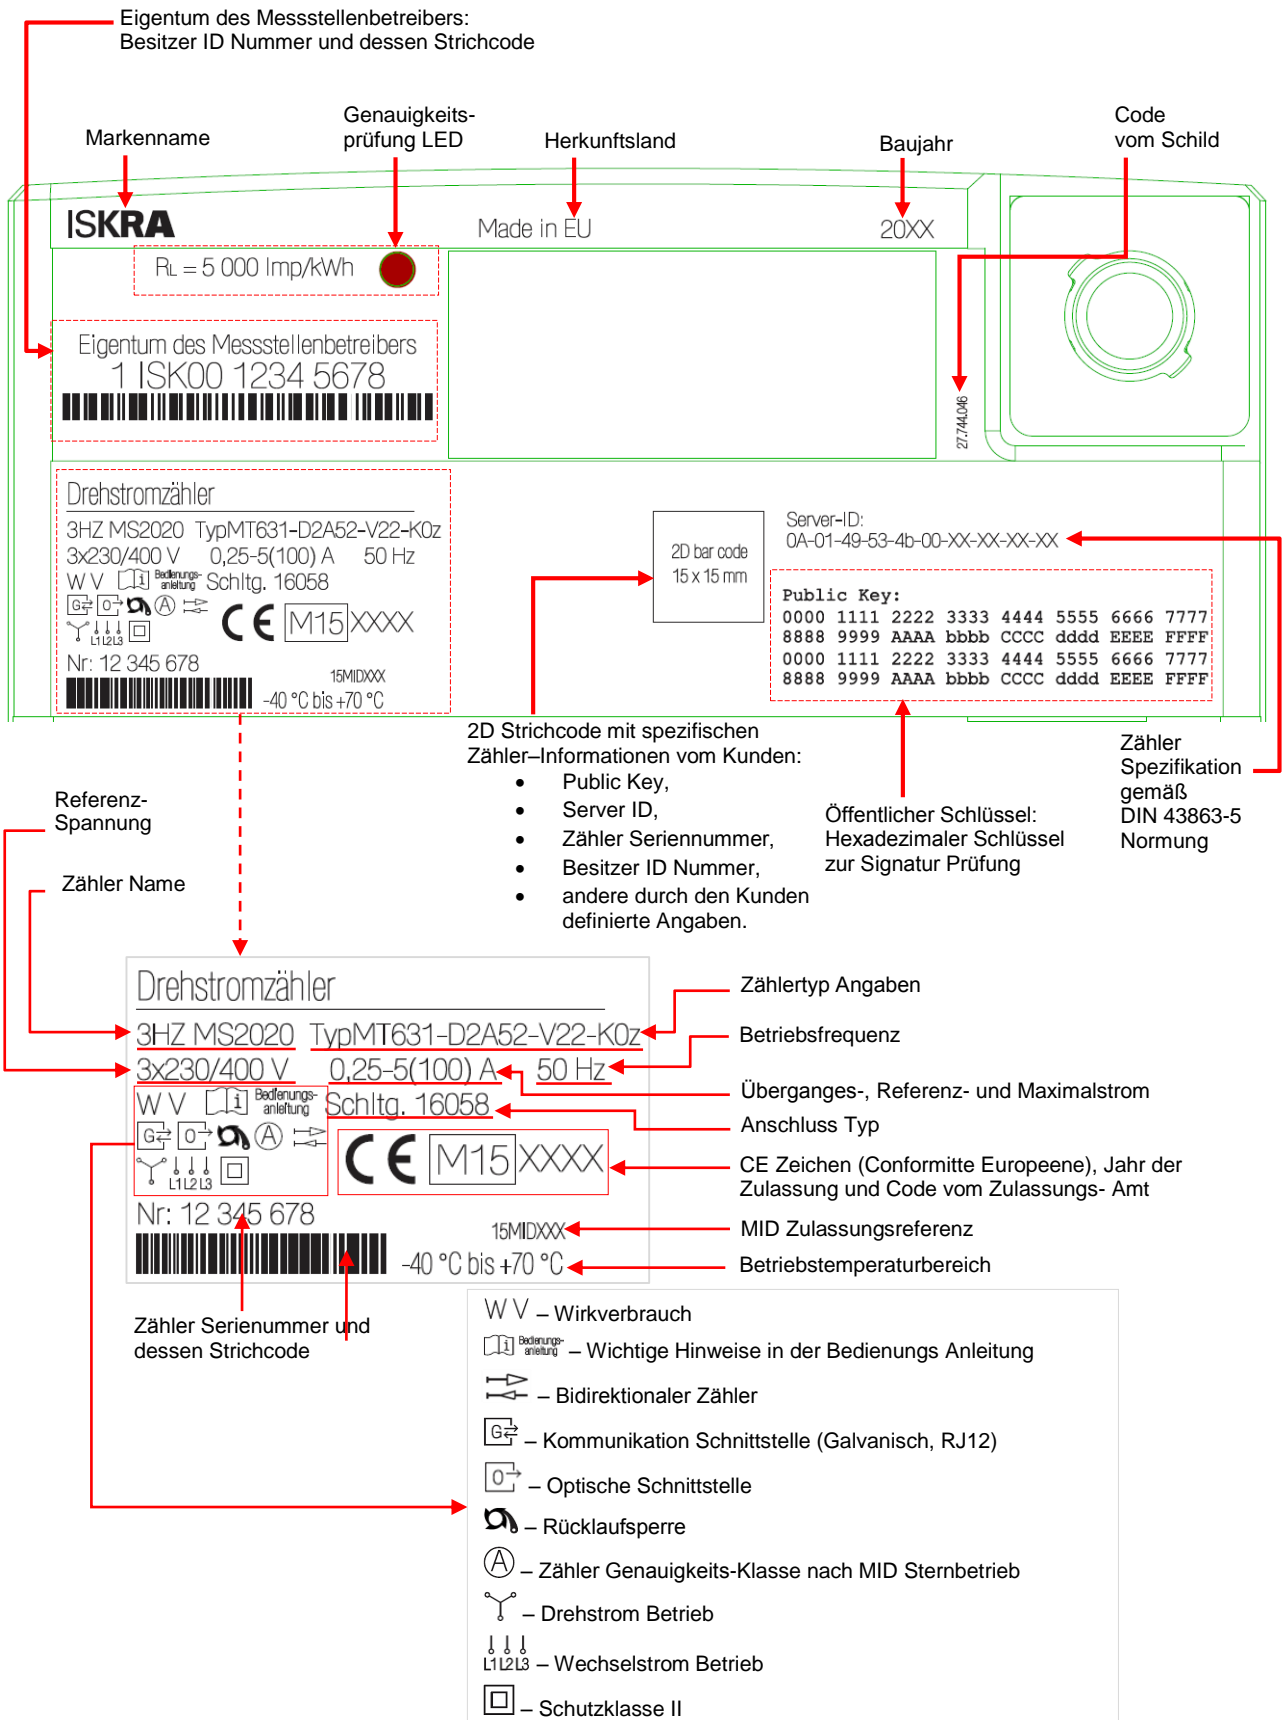 Eigentum des Messstellenbetreibers:
Besitzer ID Nummer und dessen Strichcode
Markenname
Genauigkeits-
prüfung LED
Herkunftsland
Baujahr
Code
vom Schild
ISKRA
Made in EU
20XX
RL = 5 000 Imp/kWh
Eigentum des Messstellenbetreibers
1 ISK00 1234 5678
27.744.046
Drehstromzähler
3HZ MS2020 TypMT631-D2A52-V22-K0z
3x230/400 V 0,25-5(100) A 50 Hz
W V i Bedienungs-
anleitung Schltg. 16058
G O A
CE M15 XXXX
L1L2L3
Nr: 12 345 678
15MIDXXX
-40 °C bis +70 °C
2D bar code
15 x 15 mm
Server-ID:
0A-01-49-53-4b-00-XX-XX-XX-XX
Public Key:
0000 1111 2222 3333 4444 5555 6666 7777
8888 9999 AAAA bbbb CCCC dddd EEEE FFFF
0000 1111 2222 3333 4444 5555 6666 7777
8888 9999 AAAA bbbb CCCC dddd EEEE FFFF
2D Strichcode mit spezifischen
Zähler–Informationen vom Kunden:
• Public Key,
• Server ID,
• Zähler Seriennummer,
• Besitzer ID Nummer,
• andere durch den Kunden
definierte Angaben.
Öffentlicher Schlüssel:
Hexadezimaler Schlüssel
zur Signatur Prüfung
Zähler
Spezifikation
gemäß
DIN 43863-5
Normung
Referenz-
Spannung
Zähler Name
Drehstromzähler
3HZ MS2020 TypMT631-D2A52-V22-K0z
3x230/400 V 0,25-5(100) A 50 Hz
W V i Bedienungs-
anleitung Schltg. 16058
G O A
CE M15 XXXX
L1L2L3
Nr: 12 345 678
15MIDXXX
-40 °C bis +70 °C
Zählertyp Angaben
Betriebsfrequenz
Überganges-, Referenz- und Maximalstrom
Anschluss Typ
CE Zeichen (Conformitte Europeene), Jahr der
Zulassung und Code vom Zulassungs- Amt
MID Zulassungsreferenz
Betriebstemperaturbereich
Zähler Serienummer und
dessen Strichcode
W V – Wirkverbrauch
i Bedienungs-
anleitung – Wichtige Hinweise in der Bedienungs Anleitung
– Bidirektionaler Zähler
G – Kommunikation Schnittstelle (Galvanisch, RJ12)
O – Optische Schnittstelle
– Rücklaufsperre
A – Zähler Genauigkeits-Klasse nach MID Sternbetrieb
– Drehstrom Betrieb
L1L2L3 – Wechselstrom Betrieb
– Schutzklasse II